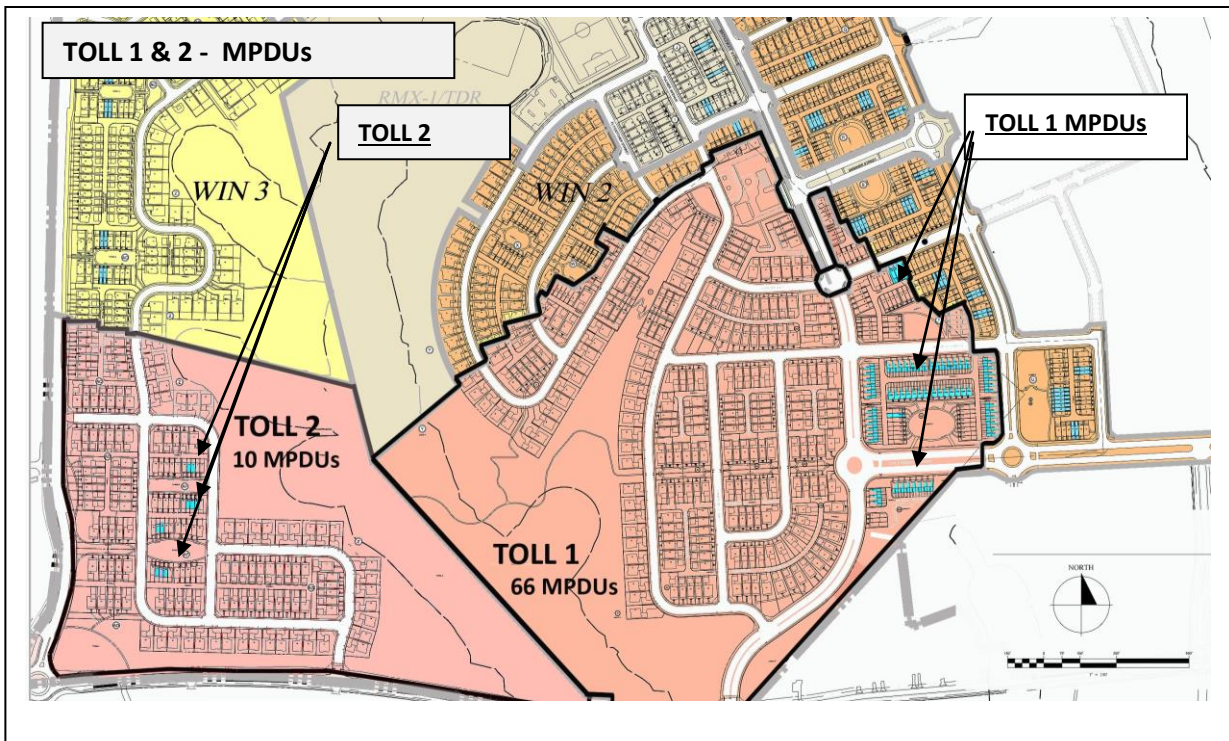 TOLL 1 & 2 - MPDUs
RMX-1/TDR
TOLL 2
TOLL 1 MPDUs
WIN 3
WIN 2
TOLL 2
10 MPDUs
TOLL 1
66 MPDUs
NORTH